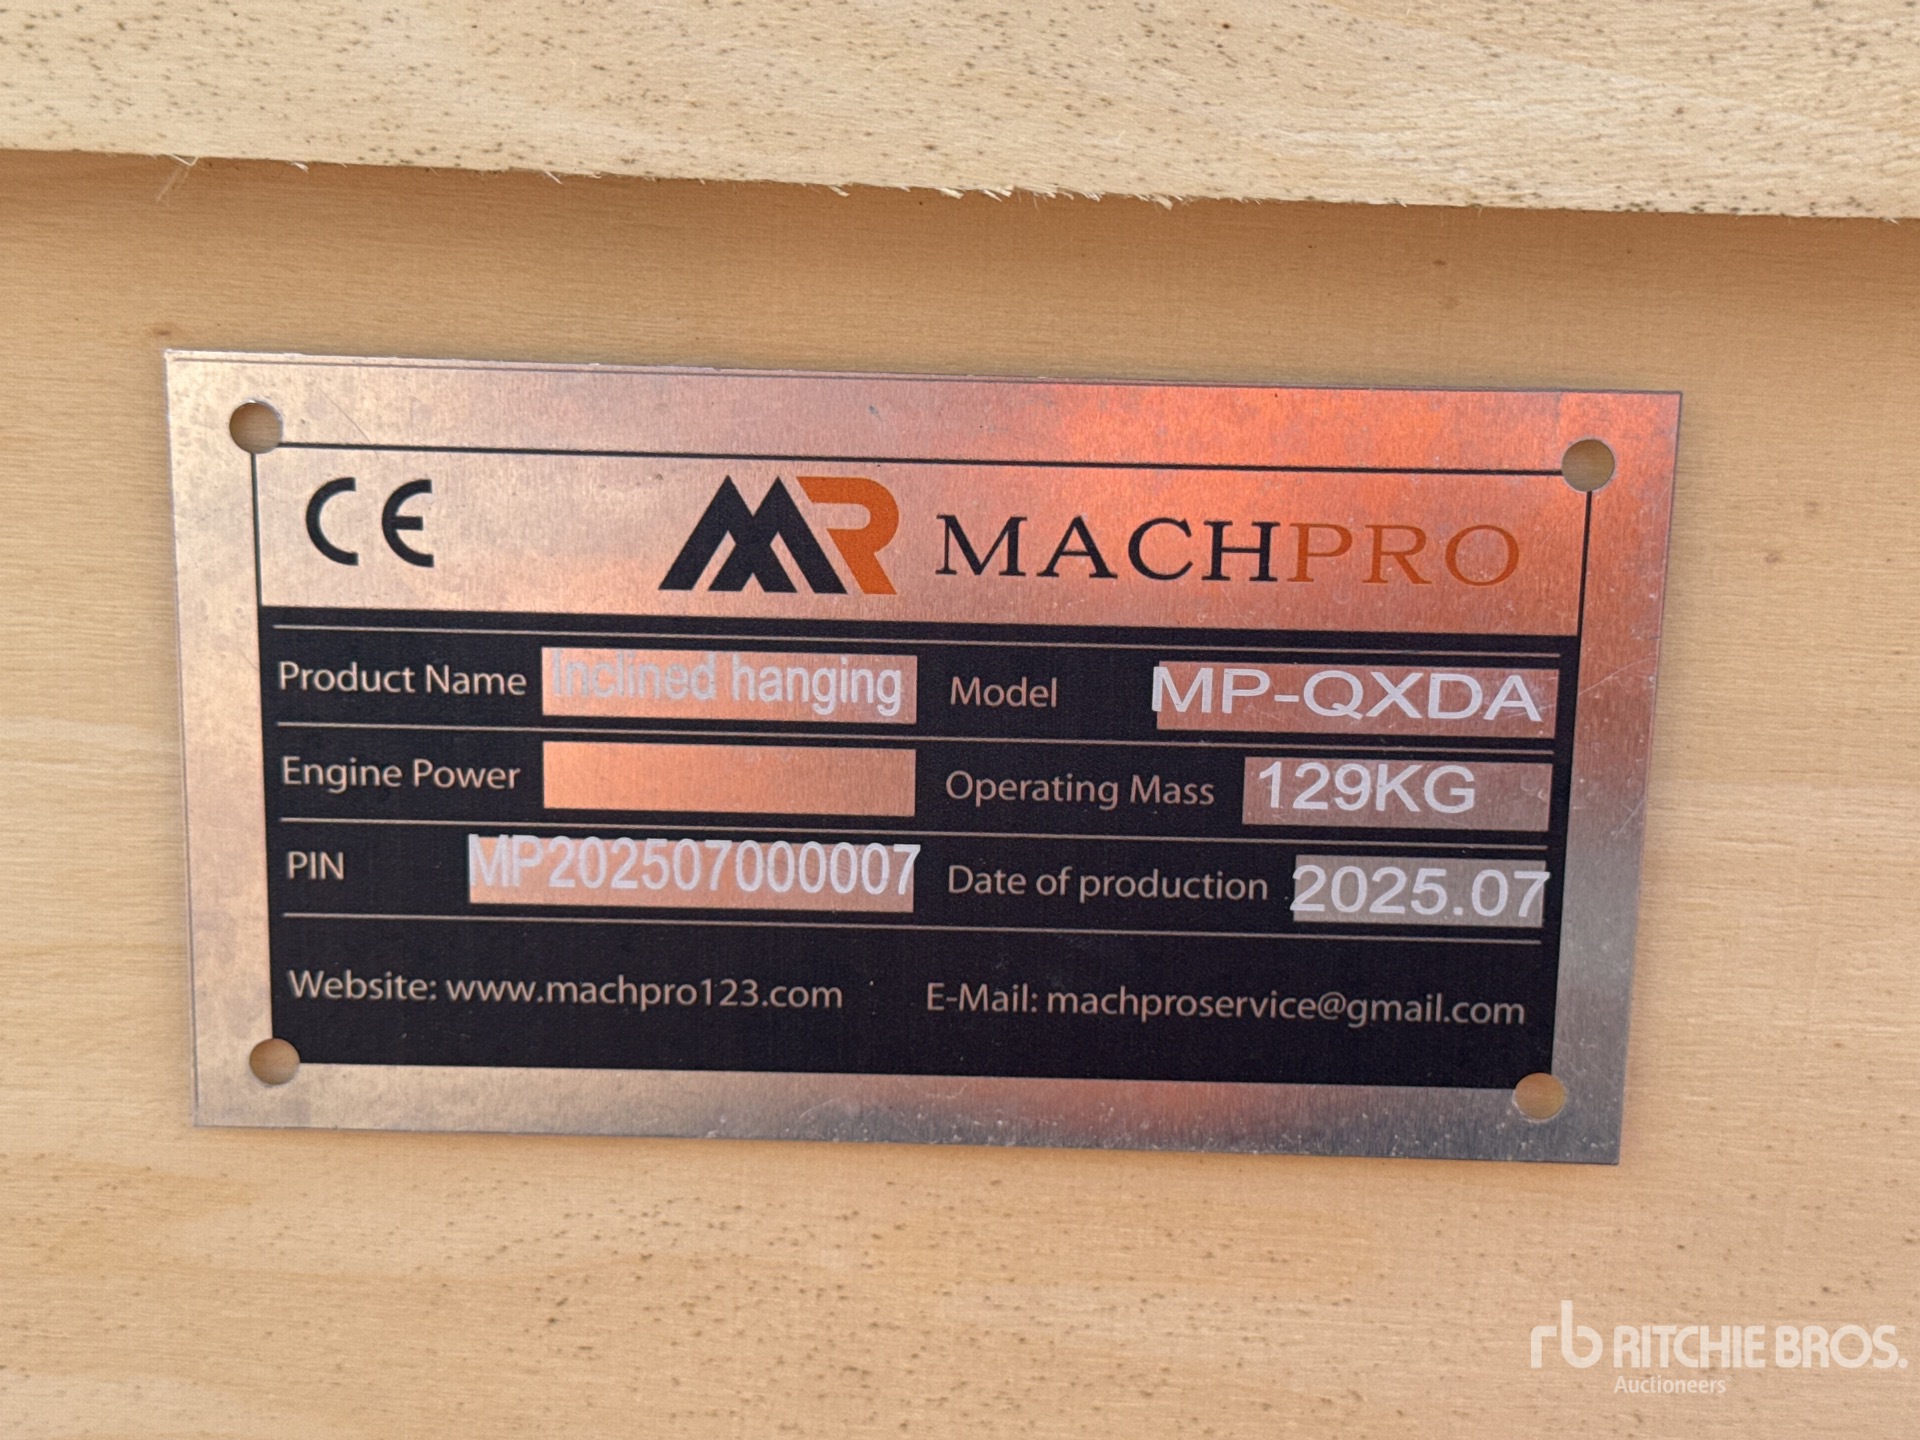 CE MR MACHPRO
Product Name Inclined hanging Model MP-QXDA
Engine Power Operating Mass 129KG
PIN MP202507000007 Date of production 2025.07
Website: www.machpro123.com E-Mail: machproservice@gmail.com
rb RITCHIE BROS.
Auctioneers